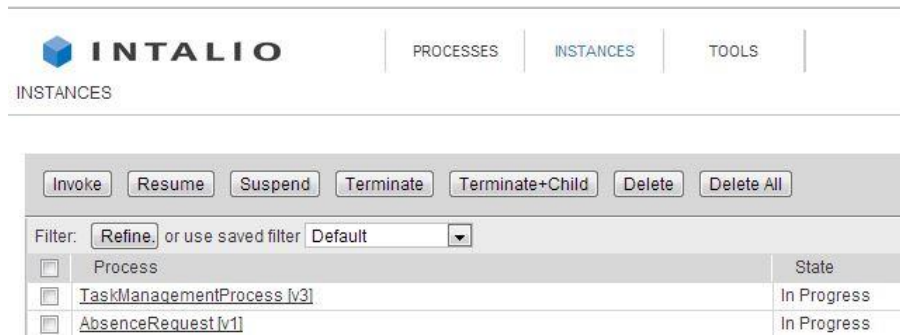 INTALIO PROCESSES INSTANCES TOOLS
INSTANCES
Invoke Resume Suspend Terminate Terminate+Child Delete Delete All
Filter: Refine. or use saved filter Default
Process State
TaskManagementProcess [v3] In Progress
AbsenceRequest [v1] In Progress